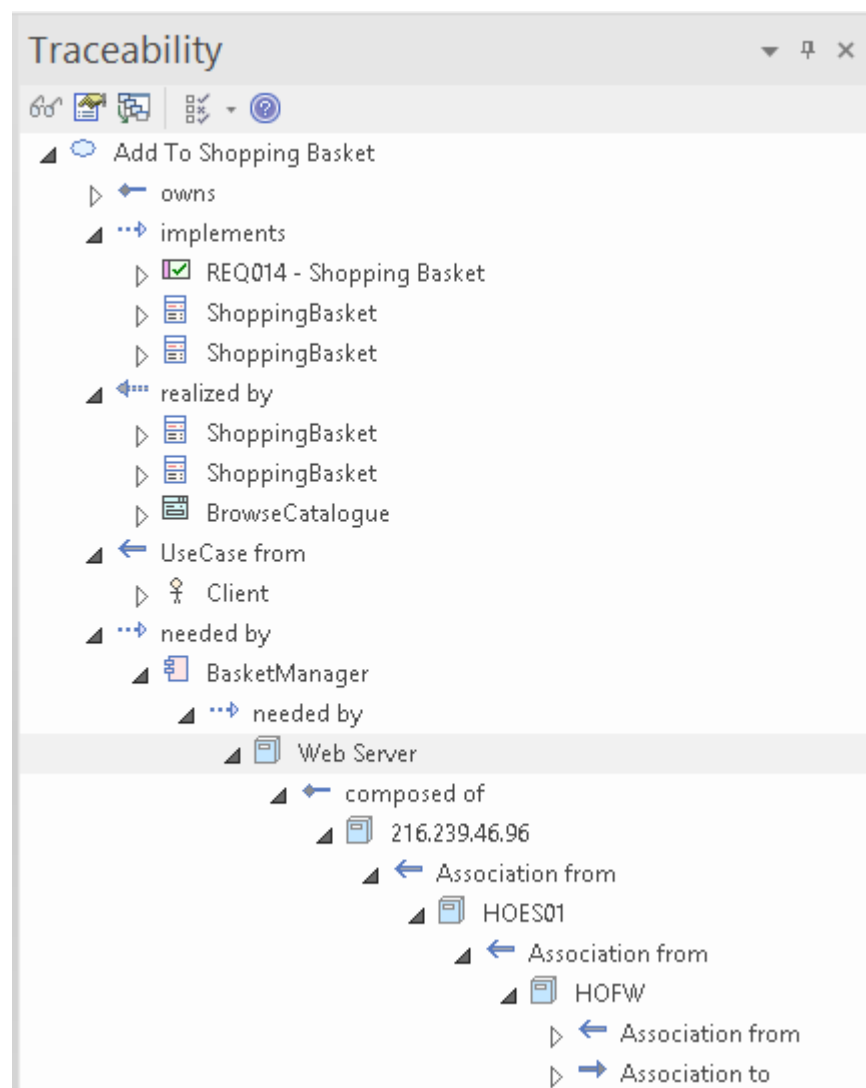 Traceability
Add To Shopping Basket
owns
implements
REQ014 - Shopping Basket
ShoppingBasket
ShoppingBasket
realized by
ShoppingBasket
ShoppingBasket
BrowseCatalogue
UseCase from
Client
needed by
BasketManager
needed by
Web Server
composed of
216.239.46.96
Association from
HOES01
Association from
HOFW
Association from
Association to